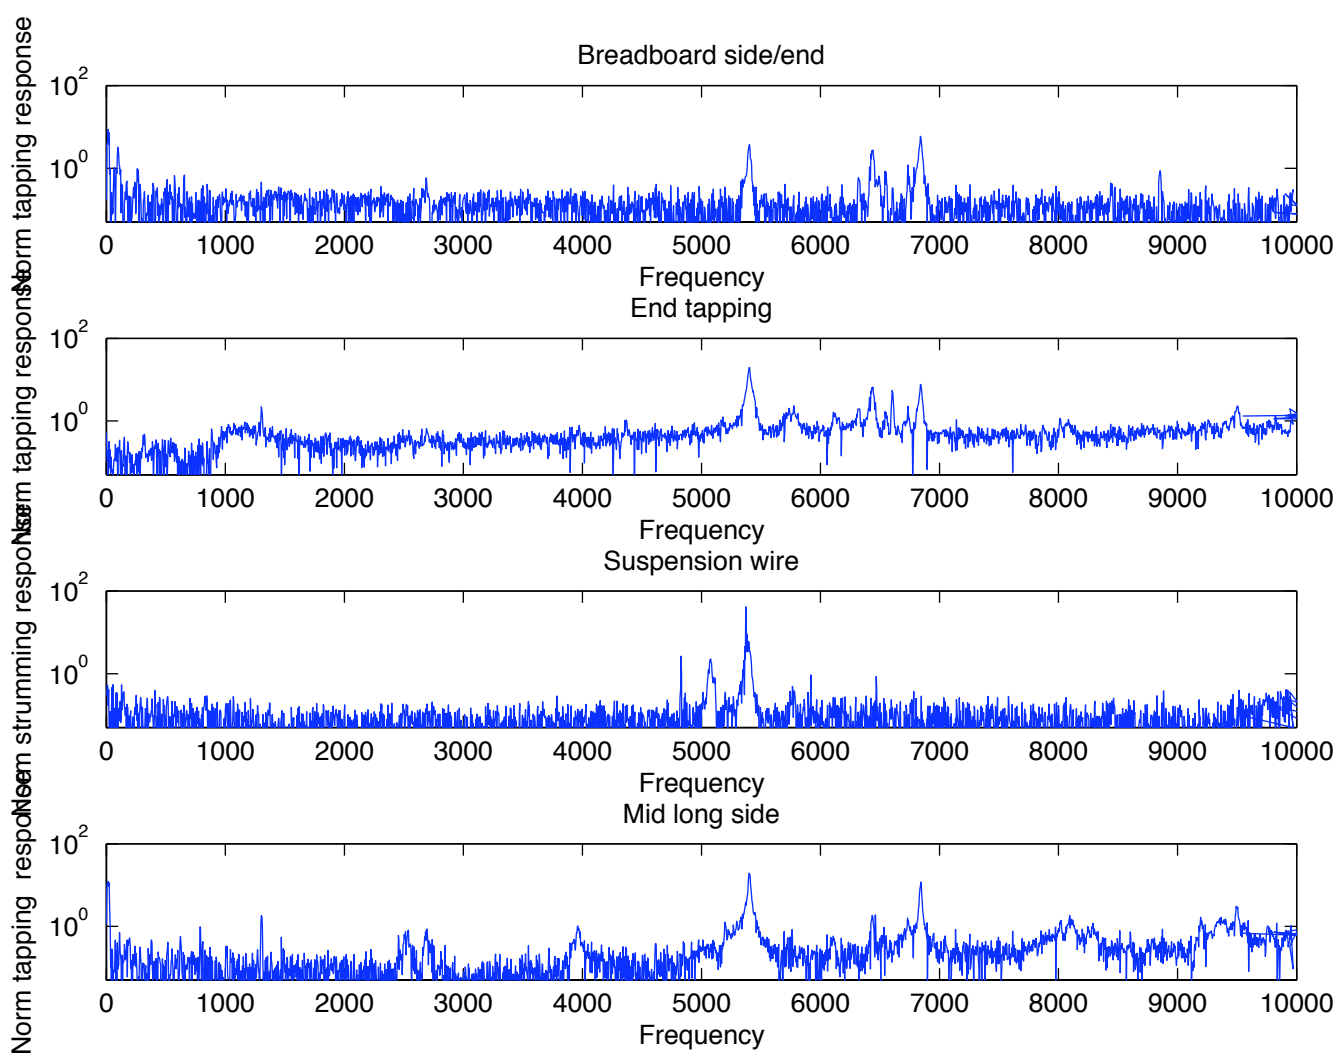 Breadboard side/end
Norm tapping response
10^2
10^0
0 1000 2000 3000 4000 5000 6000 7000 8000 9000 10000
Frequency
End tapping
Norm tapping response
10^2
10^0
0 1000 2000 3000 4000 5000 6000 7000 8000 9000 10000
Frequency
Suspension wire
Norm strumming response
10^2
10^0
0 1000 2000 3000 4000 5000 6000 7000 8000 9000 10000
Frequency
Mid long side
Norm tapping response
10^2
10^0
0 1000 2000 3000 4000 5000 6000 7000 8000 9000 10000
Frequency